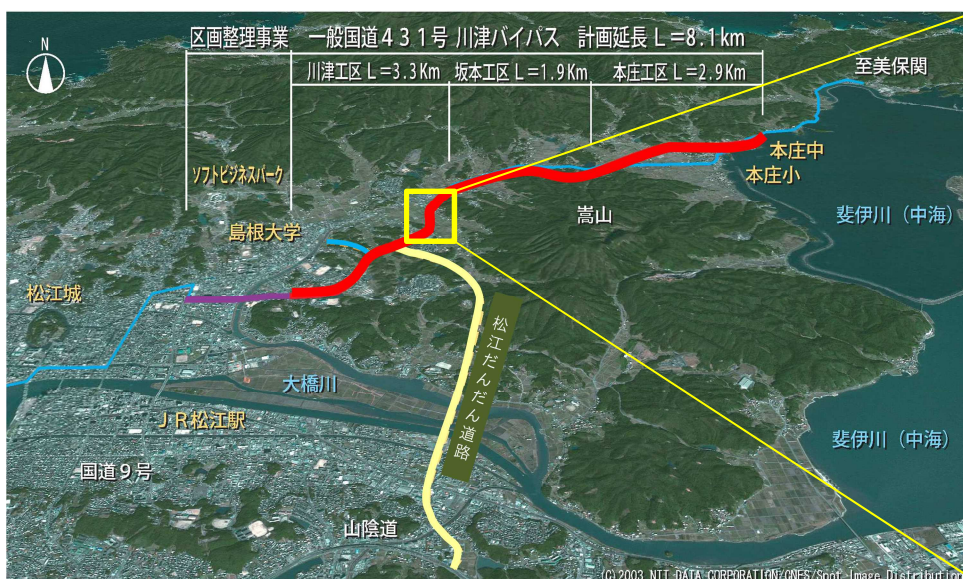 N
区画整理事業 一般国道431号 川津バイパス 計画延長 L=8.1km
川津工区 L=3.3Km 坂本工区 L=1.9Km 本庄工区 L=2.9Km
至美保関
本庄中
本庄小
ソフトビジネスパーク
嵩山
斐伊川(中海)
島根大学
松江城
松江だんだん道路
大橋川
JR松江駅
斐伊川(中海)
国道9号
山陰道
(C)2003 NTT DATA CORPORATION/CNES/Spot Image Distribution